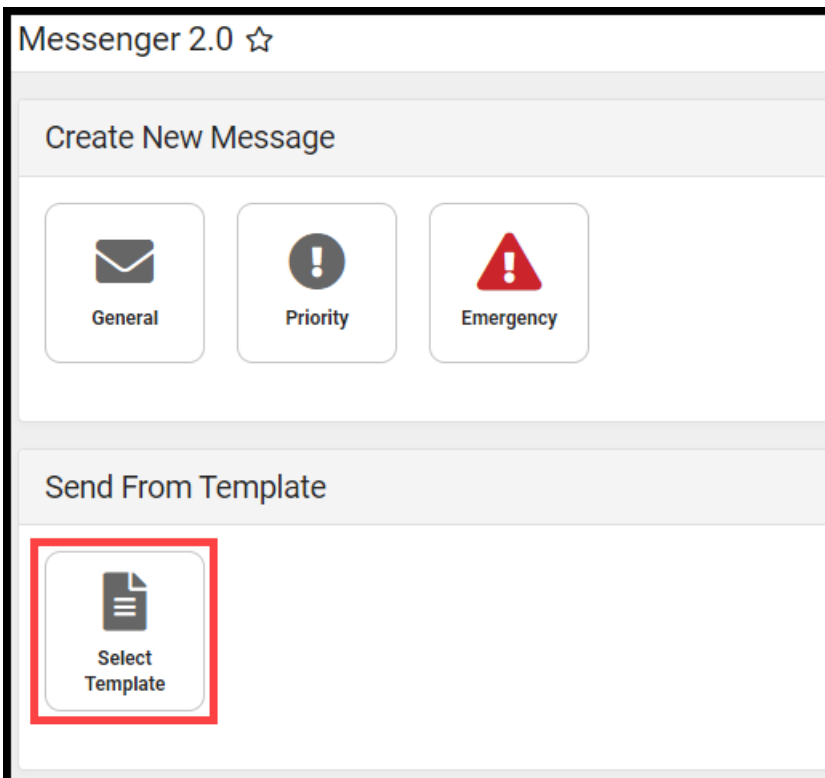 Messenger 2.0
Create New Message
General
Priority
Emergency
Send From Template
Select
Template